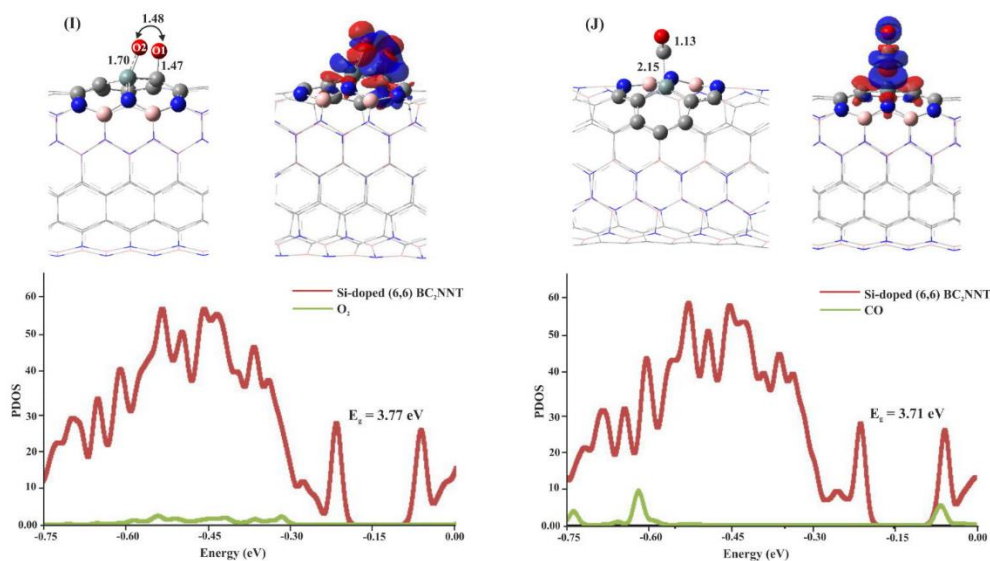 (I)
1.48
O2
O1
1.70
1.47
(J)
1.13
2.15
Si-doped (6,6) BC₂NNT
O₂
E_g = 3.77 eV
PDOS
60
50
40
30
20
10
0.00
-0.75
-0.60
-0.45
-0.30
-0.15
0.00
Energy (eV)
Si-doped (6,6) BC₂NNT
CO
E_g = 3.71 eV
PDOS
60
50
40
30
20
10
0.00
-0.75
-0.60
-0.45
-0.30
-0.15
0.00
Energy (eV)